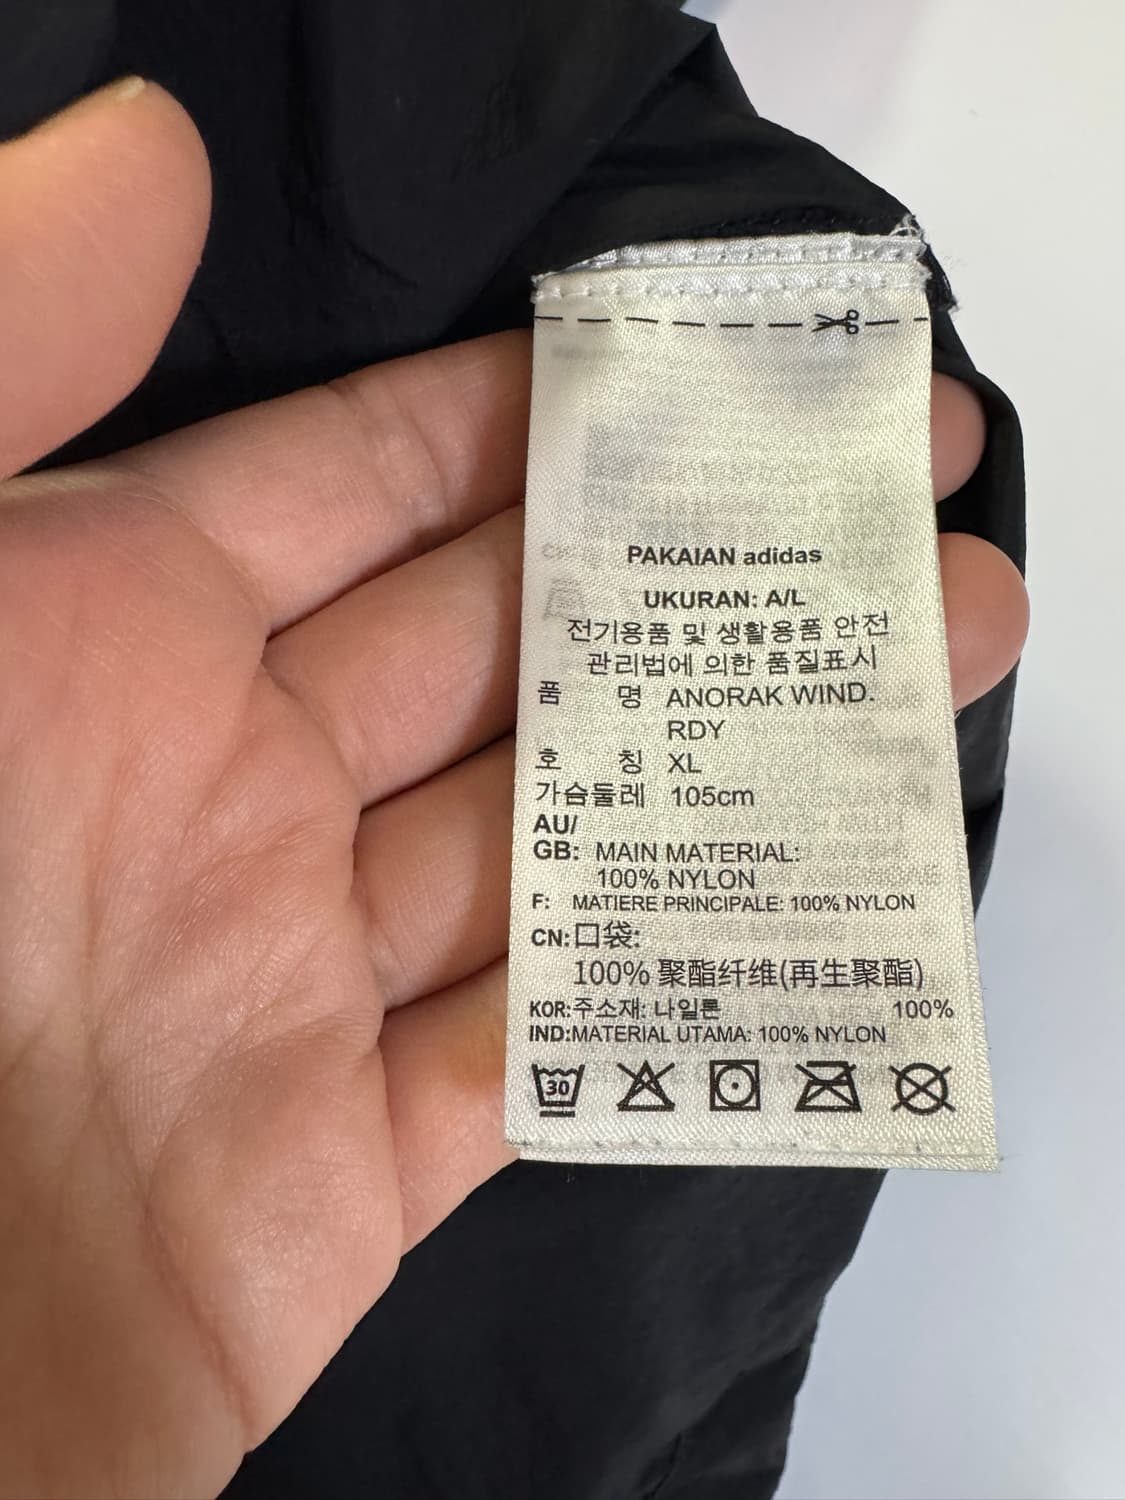 PAKAIAN adidas
UKURAN: A/L
전기용품 및 생활용품 안전
관리법에 의한 품질표시
품 명 ANORAK WIND.
RDY
호 칭 XL
가슴둘레 105cm
AU/
GB: MAIN MATERIAL:
100% NYLON
F: MATIERE PRINCIPALE: 100% NYLON
CN: 口袋:
100% 聚酯纤维(再生聚酯)
KOR:주소재: 나일론 100%
IND:MATERIAL UTAMA: 100% NYLON
30